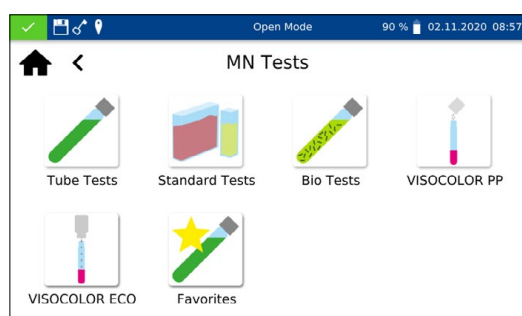 Open Mode 90 % 02.11.2020 08:57
MN Tests
Tube Tests Standard Tests Bio Tests VISOCOLOR PP
VISOCOLOR ECO Favorites